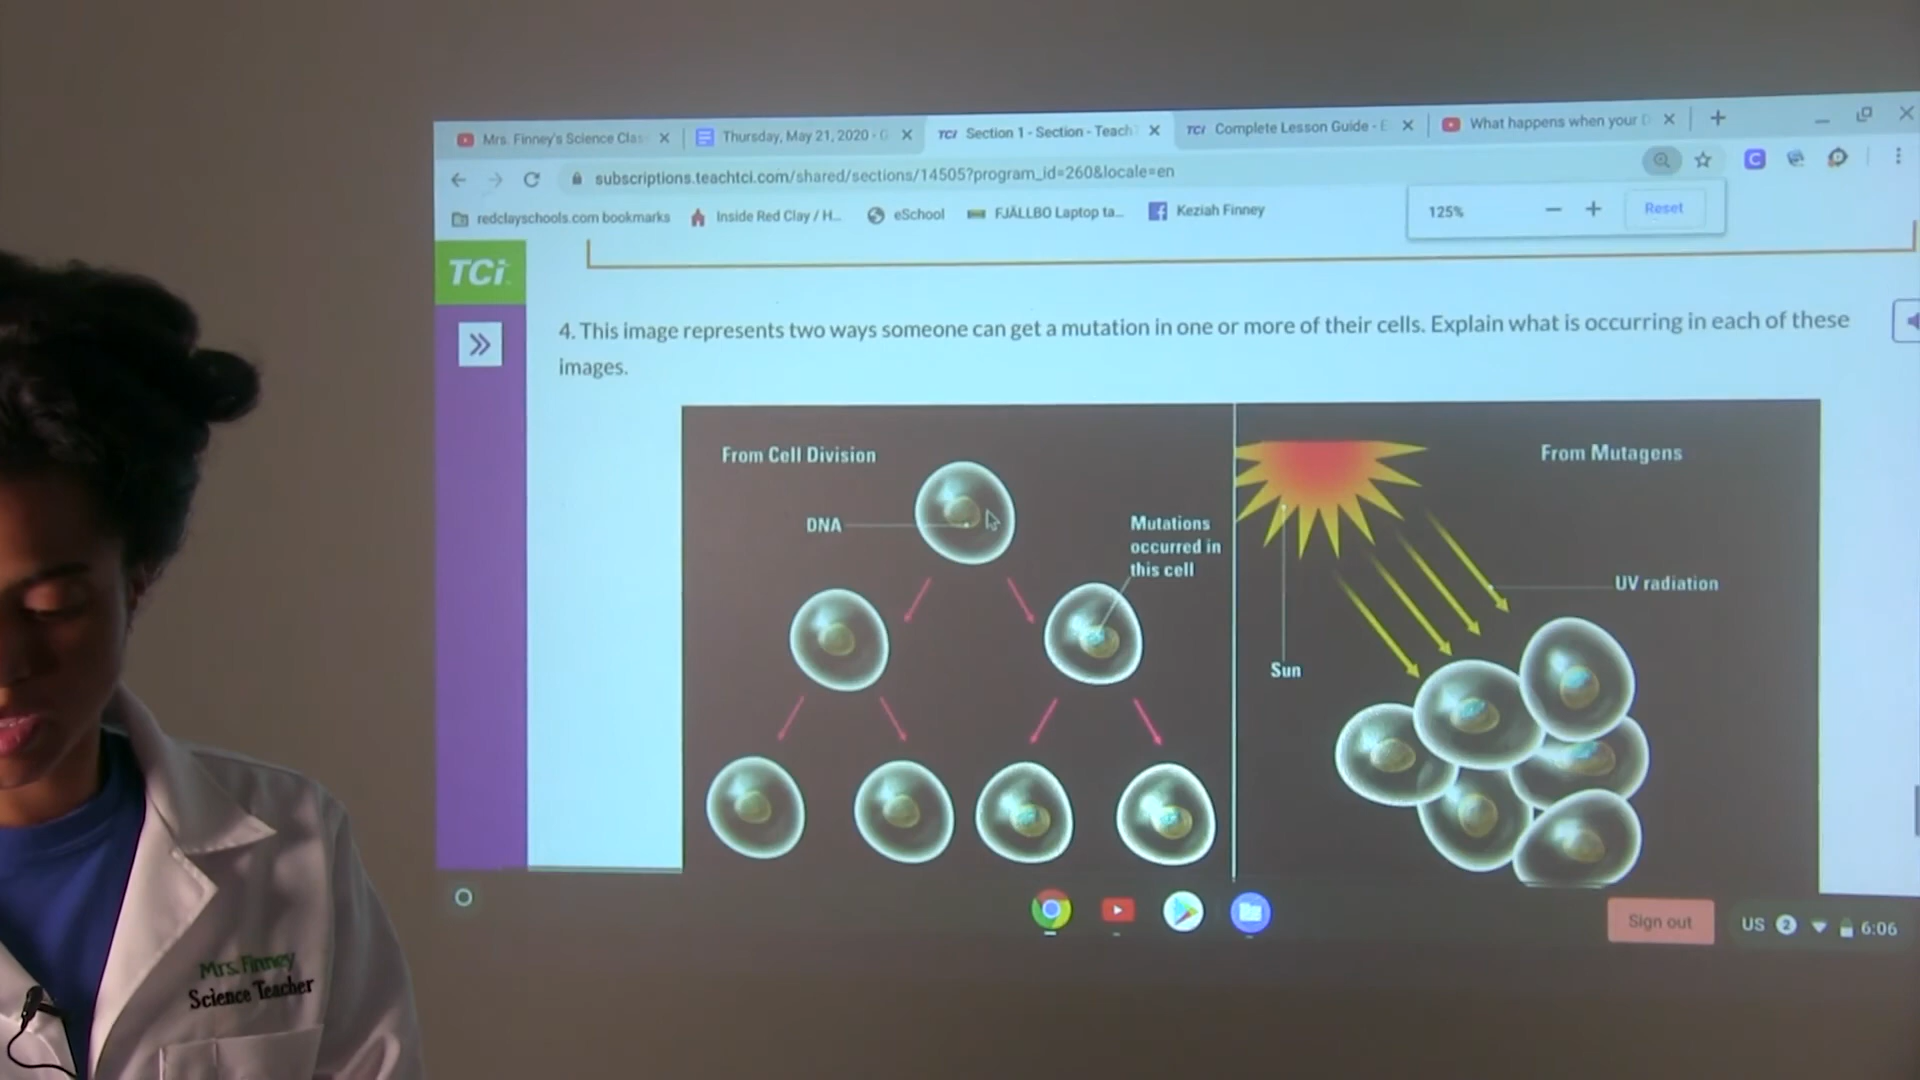 Mrs. Finney's Science Clas
Thursday, May 21, 2020 - G
TCi Section 1 - Section - Teach
TCi Complete Lesson Guide - E
What happens when your D
subscriptions.teachtci.com/shared/sections/14505?program_id=260&locale=en
redclayschools.com bookmarks
Inside Red Clay / H...
eSchool
FJÄLLBO Laptop ta...
Keziah Finney
125%
Reset
TCi
4. This image represents two ways someone can get a mutation in one or more of their cells. Explain what is occurring in each of these
images.
From Cell Division
DNA
Mutations
occurred in
this cell
From Mutagens
UV radiation
Sun
Sign out
US 2 6:06
Mrs. Finney
Science Teacher